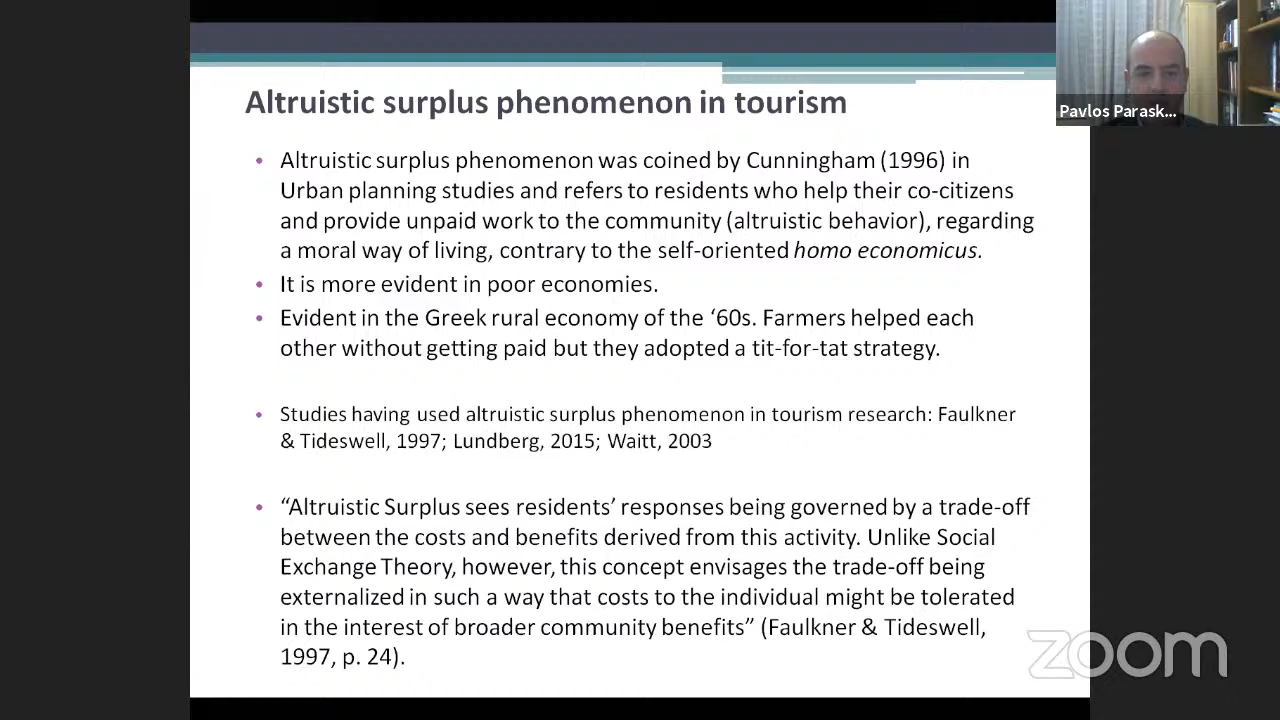 Altruistic surplus phenomenon in tourism
Pavlos Parask...
• Altruistic surplus phenomenon was coined by Cunningham (1996) in
Urban planning studies and refers to residents who help their co-citizens
and provide unpaid work to the community (altruistic behavior), regarding
a moral way of living, contrary to the self-oriented homo economicus.
• It is more evident in poor economies.
• Evident in the Greek rural economy of the ‘60s. Farmers helped each
other without getting paid but they adopted a tit-for-tat strategy.
• Studies having used altruistic surplus phenomenon in tourism research: Faulkner
& Tideswell, 1997; Lundberg, 2015; Waitt, 2003
• “Altruistic Surplus sees residents’ responses being governed by a trade-off
between the costs and benefits derived from this activity. Unlike Social
Exchange Theory, however, this concept envisages the trade-off being
externalized in such a way that costs to the individual might be tolerated
in the interest of broader community benefits” (Faulkner & Tideswell,
1997, p. 24).
zoom